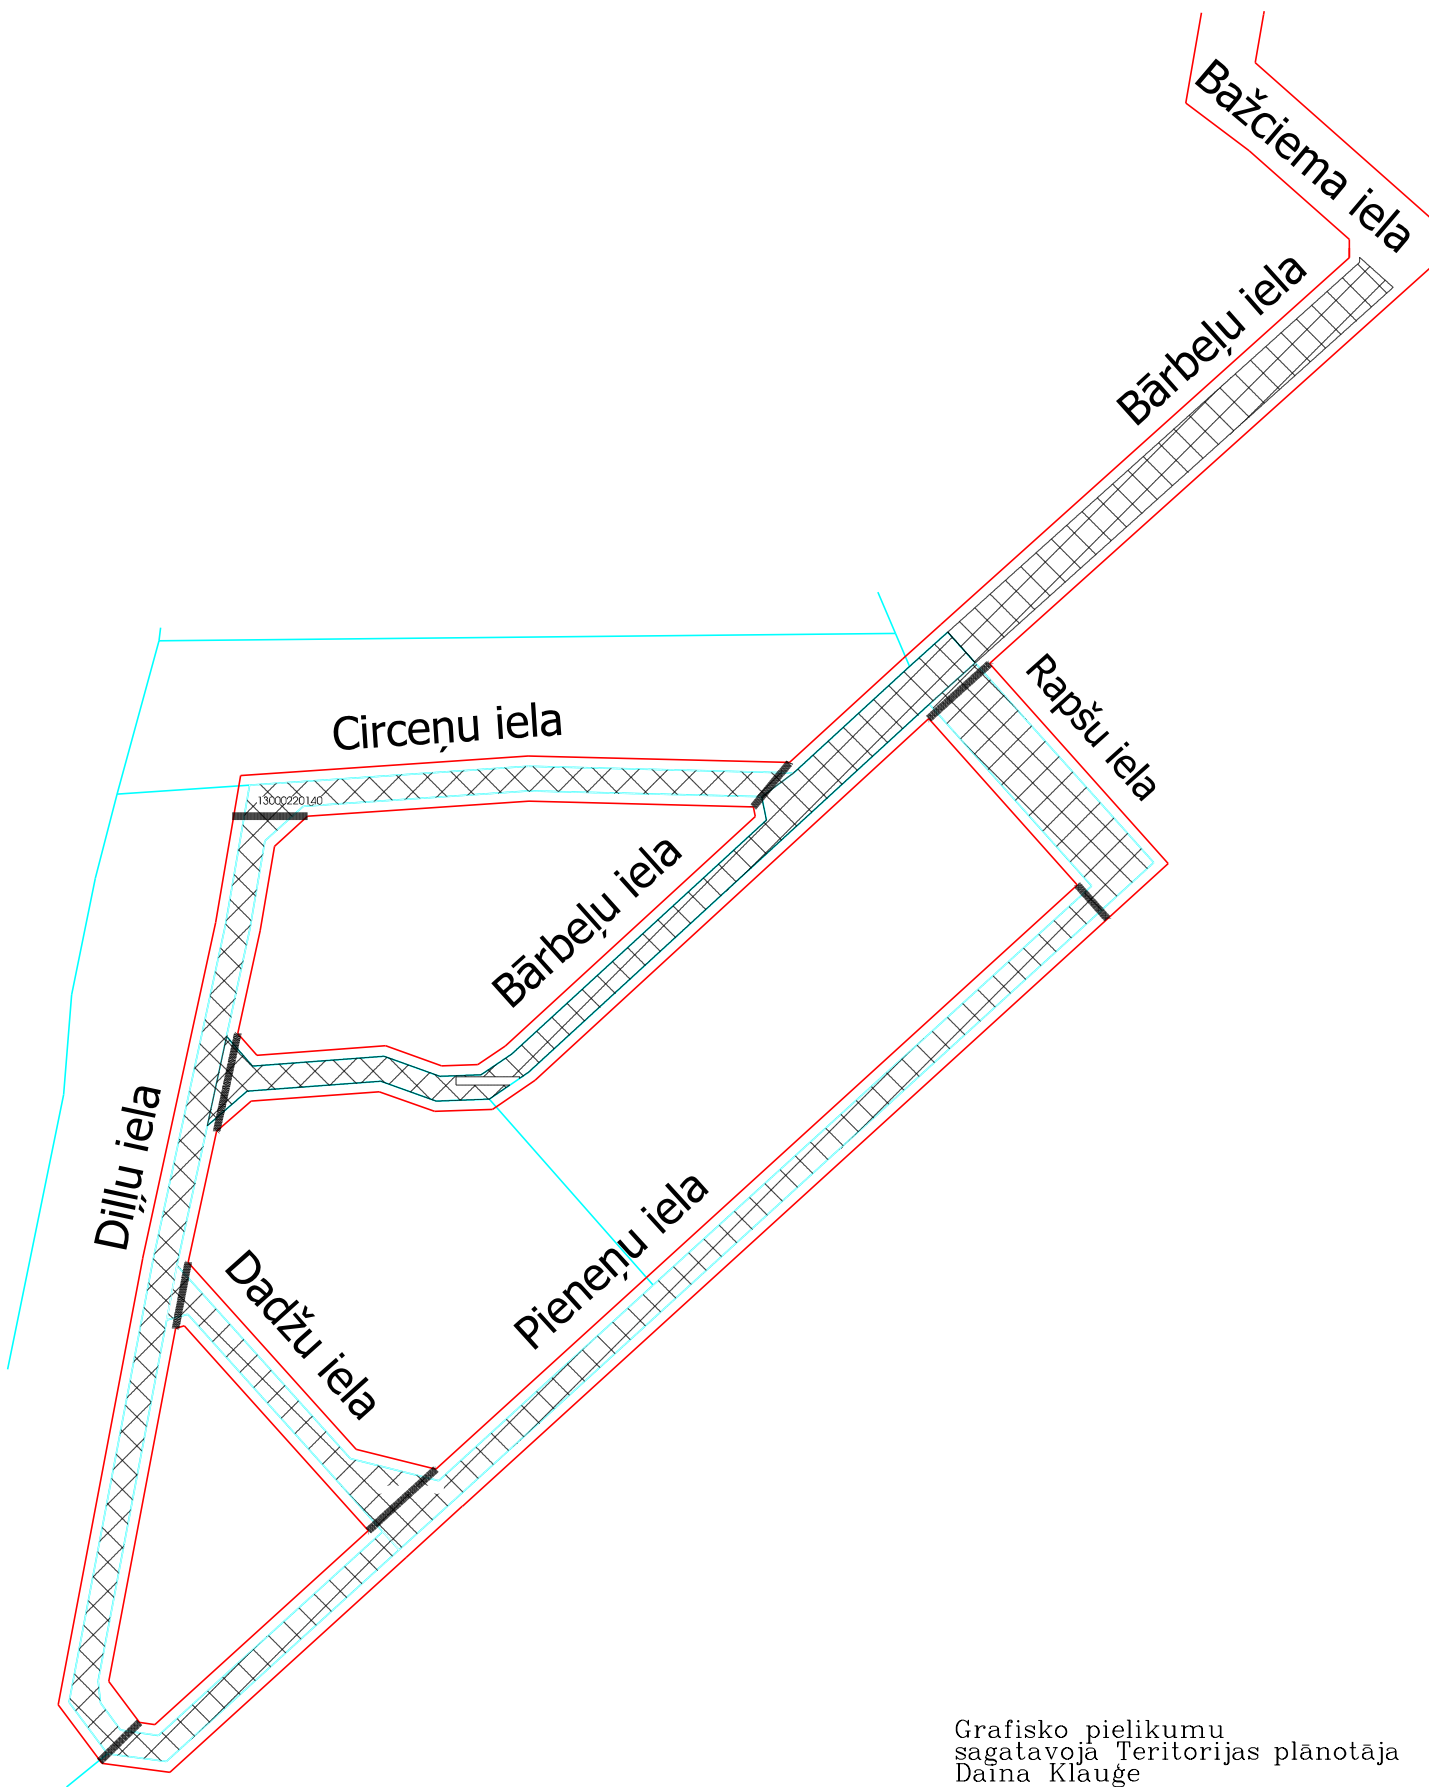 Bažciema iela
Bārbeļu iela
Rapšu iela
Circeņu iela
13000220140
Bārbeļu iela
Diļļu iela
Pieneņu iela
Dadžu iela
Grafisko pielikumu
sagatavoja Teritorijas plānotāja
Daina Klauģe